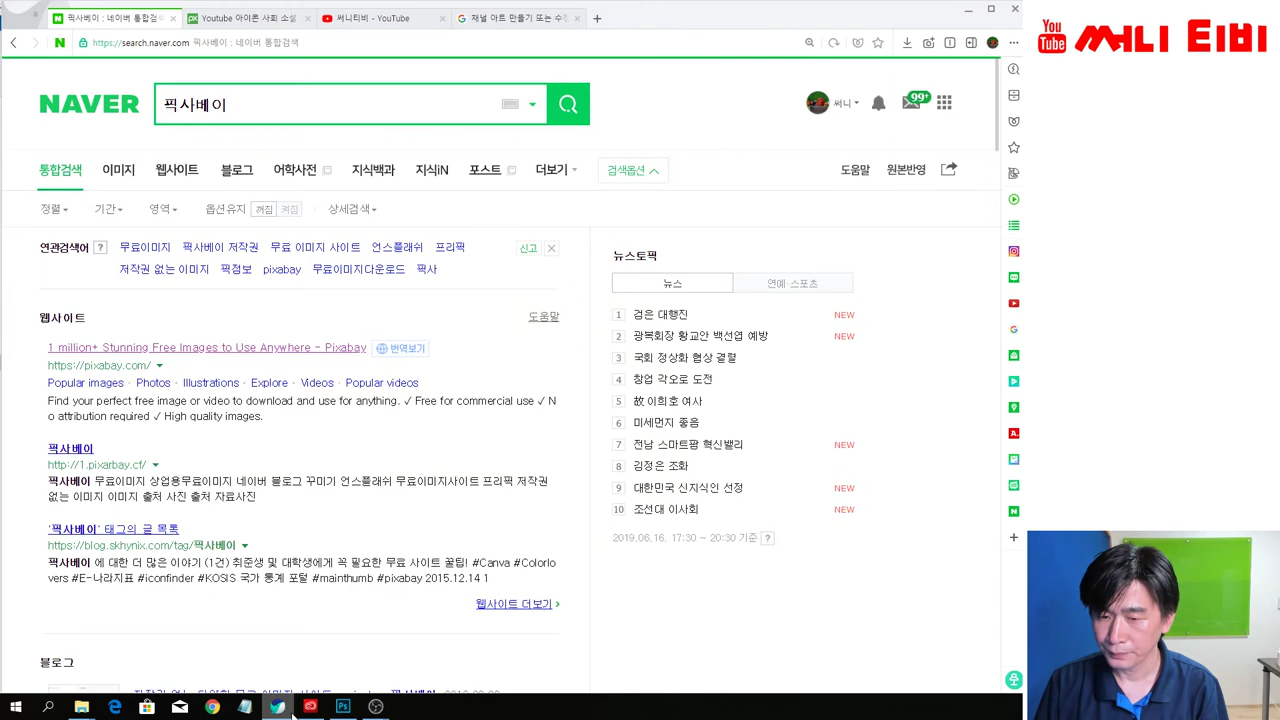 픽사베이 : 네이버 통합검색
Youtube 아이폰 사회 소셜
써니티비 - YouTube
채널 아트 만들기 또는 수정
https://search.naver.com 픽사베이 : 네이버 통합검색
You
Tube
써니 티비
NAVER
픽사베이
써니
99+
통합검색 이미지 웹사이트 블로그 어학사전 지식백과 지식iN 포스트 더보기 검색옵션
도움말 원본반영
정렬 기간 영역 옵션유지 꺼짐 켜짐 상세검색
연관검색어 ? 무료이미지 픽사베이 저작권 무료 이미지 사이트 언스플래쉬 프리픽 신고
저작권 없는 이미지 픽정보 pixabay 무료이미지다운로드 픽사
웹사이트
도움말
1 million+ Stunning Free Images to Use Anywhere - Pixabay 번역보기
https://pixabay.com/
Popular images · Photos · Illustrations · Explore · Videos · Popular videos
Find your perfect free image or video to download and use for anything. ✓ Free for commercial use ✓ N
o attribution required ✓ High quality images.
픽사베이
http://1.pixarbay.cf/
픽사베이 무료이미지 상업용무료이미지 네이버 블로그 꾸미기 언스플래쉬 무료이미지사이트 프리픽 저작권
없는 이미지 이미지 출처 사진 출처 자료사진
'픽사베이' 태그의 글 목록
https://blog.skhynix.com/tag/픽사베이
픽사베이 에 대한 더 많은 이야기 (1건) 취준생 및 대학생에게 꼭 필요한 무료 사이트 꿀팁! #Canva #Colorlo
vers #E-나라지표 #iconfinder #KOSIS 국가 통계 포털 #mainthumb #pixabay 2015.12.14 1
웹사이트 더보기
블로그
뉴스토픽
뉴스
연예·스포츠
1 검은 대행진 NEW
2 광복회장 황교안 백선엽 예방 NEW
3 국회 정상화 협상 결렬
4 창업 각오로 도전
5 故 이희호 여사
6 미세먼지 좋음
7 전남 스마트팜 혁신밸리 NEW
8 김정은 조화
9 대한민국 신지식인 선정 NEW
10 조선대 이사회 NEW
2019.06.16. 17:30 ~ 20:30 기준 ?